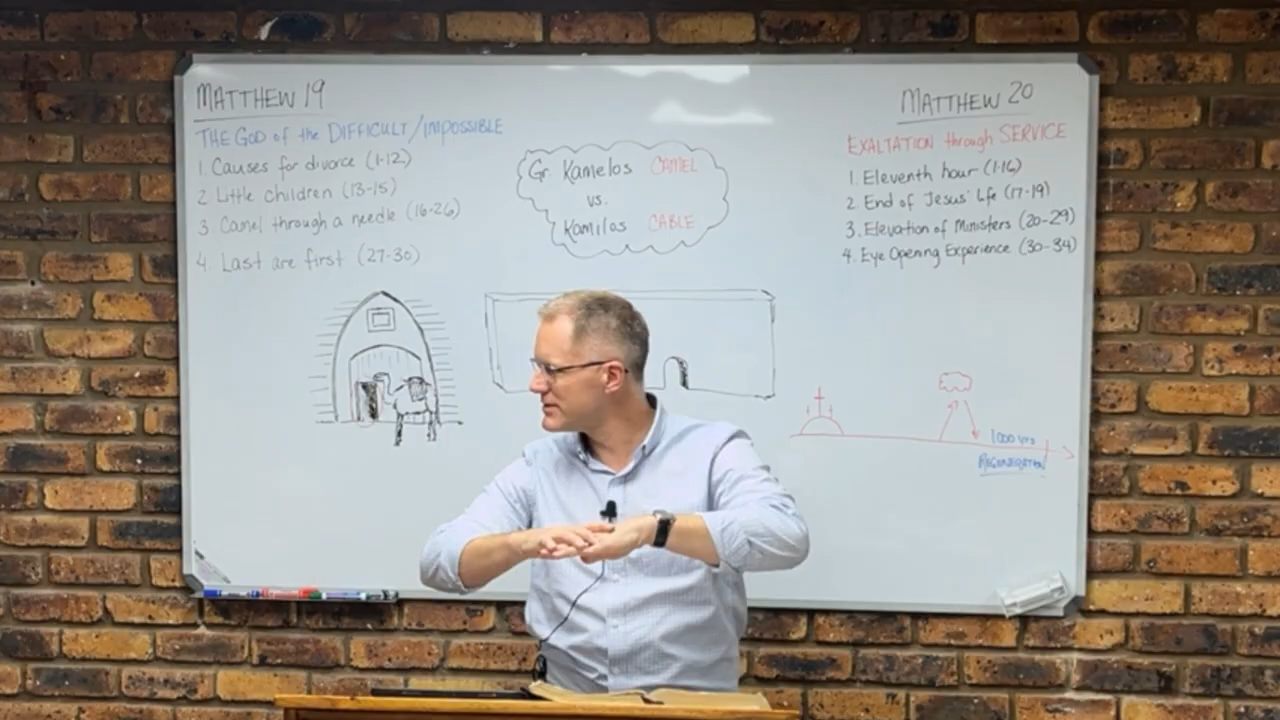 MATTHEW 19
THE GOD of the DIFFICULT/IMPOSSIBLE
1. Causes for divorce (1-12)
2 Little children (13-15)
3. Camel through a needle (16-26)
4. Last are first (27-30)
Gr. Kamelos CAMEL
vs.
Kamilos CABLE
MATTHEW 20
EXALTATION through SERVICE
1. Eleventh hour (1-16)
2. End of Jesus' Life (17-19)
3. Elevation of Ministers (20-29)
4. Eye Opening Experience (30-34)
1000 yrs
REGENERATION